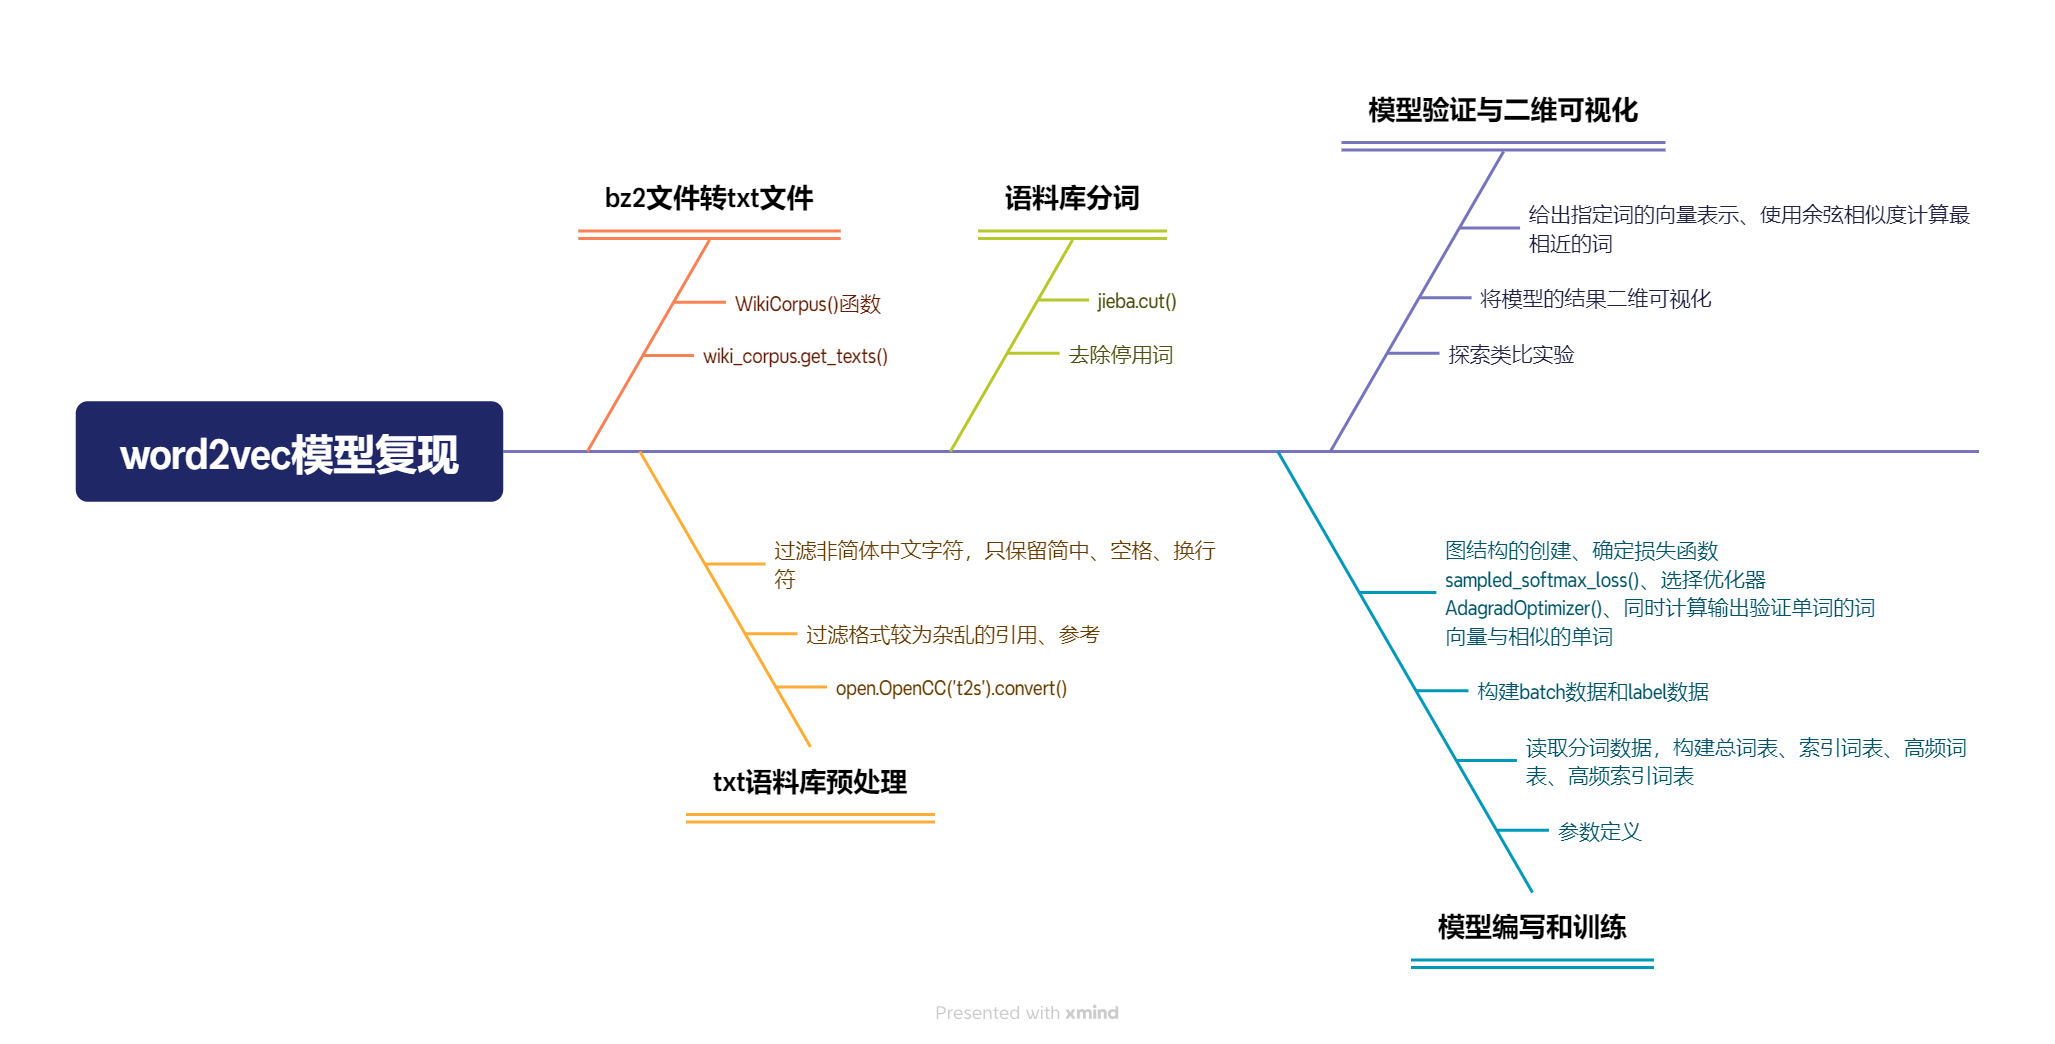 word2vec模型复现
bz2文件转txt文件
WikiCorpus()函数
wiki_corpus.get_texts()
过滤非简体中文字符，只保留简中、空格、换行
符
过滤格式较为杂乱的引用、参考
open.OpenCC('t2s').convert()
txt语料库预处理
语料库分词
jieba.cut()
去除停用词
图结构的创建、确定损失函数
sampled_softmax_loss()、选择优化器
AdagradOptimizer()、同时计算输出验证单词的词
向量与相似的单词
构建batch数据和label数据
读取分词数据，构建总词表、索引词表、高频词
表、高频索引词表
参数定义
模型编写和训练
模型验证与二维可视化
给出指定词的向量表示、使用余弦相似度计算最
相近的词
将模型的结果二维可视化
探索类比实验
Presented with xmind